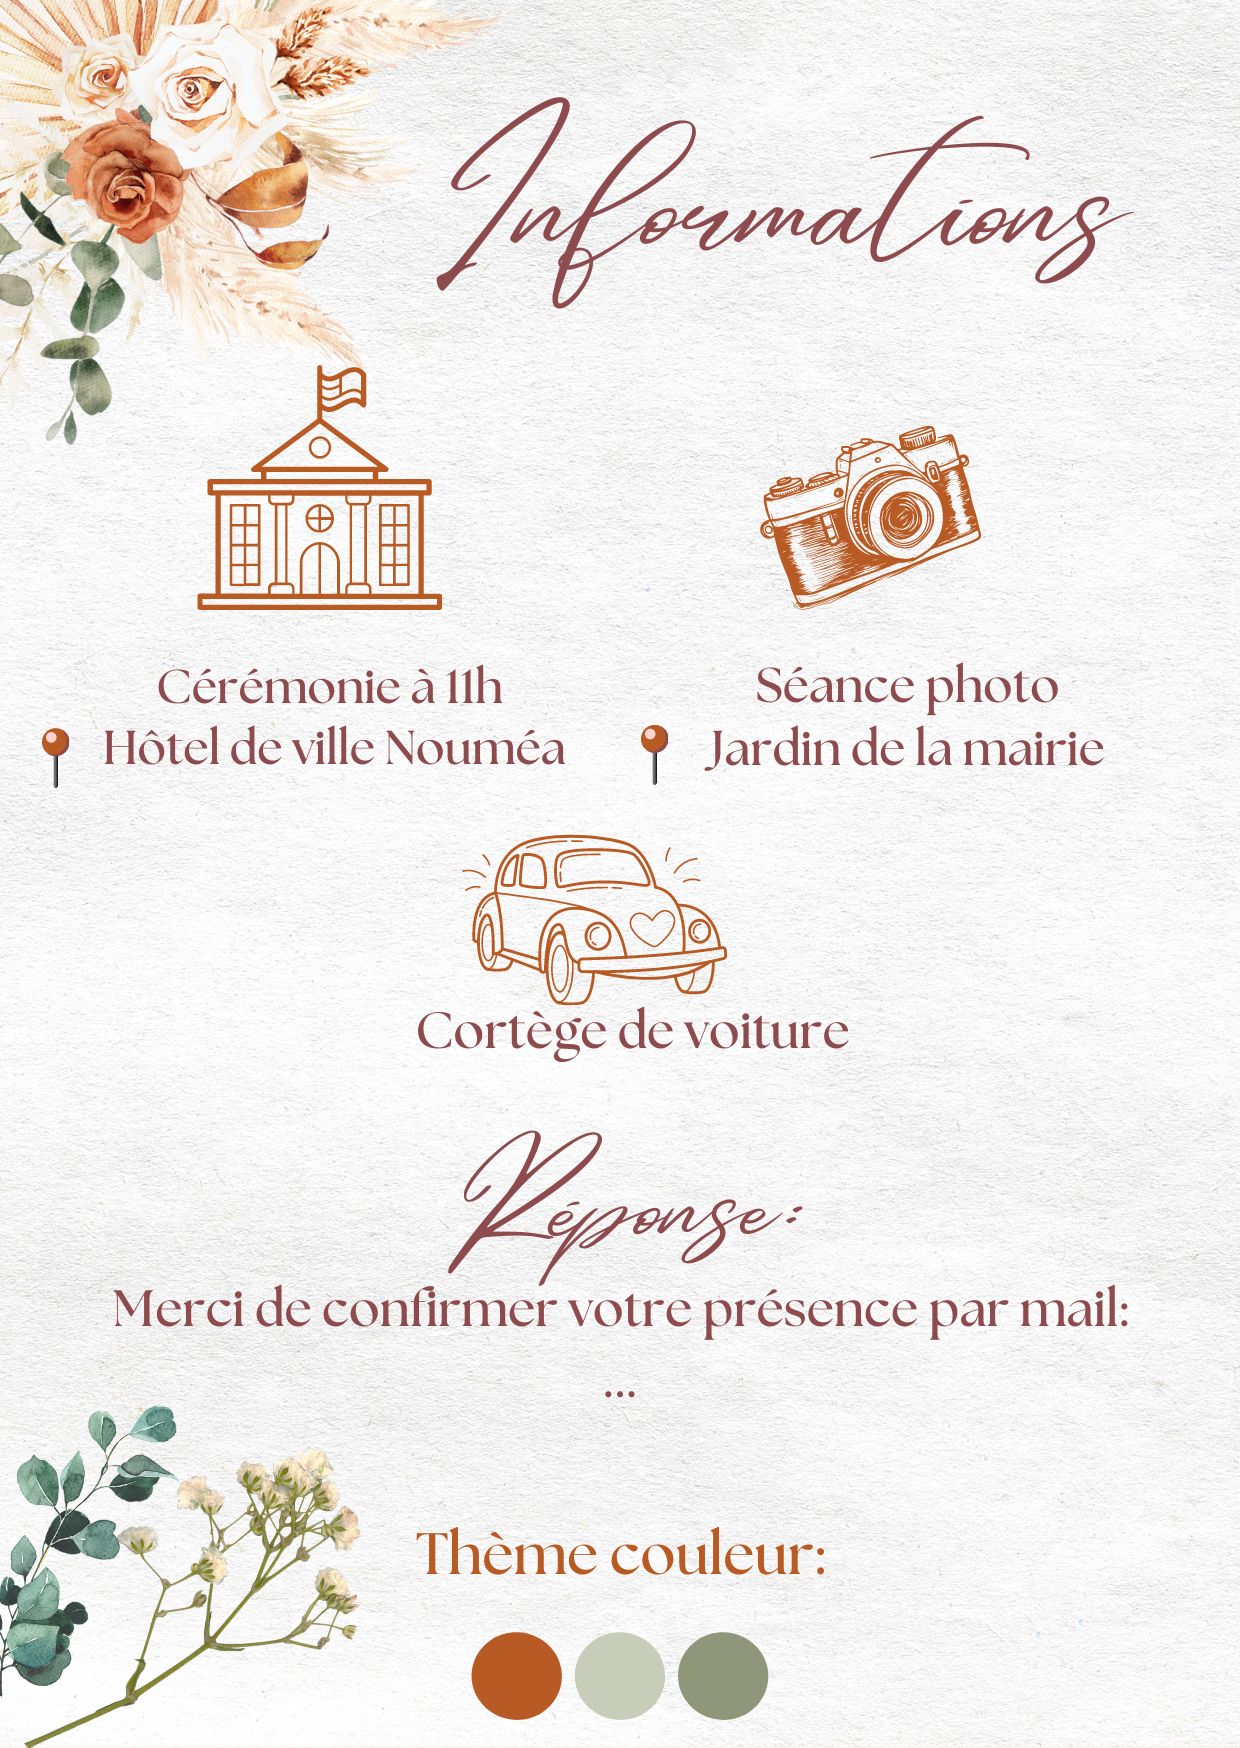 Informations
Cérémonie à 11h
Hôtel de ville Nouméa
Séance photo
Jardin de la mairie
Cortège de voiture
Réponse:
Merci de confirmer votre présence par mail:
...
Thème couleur: